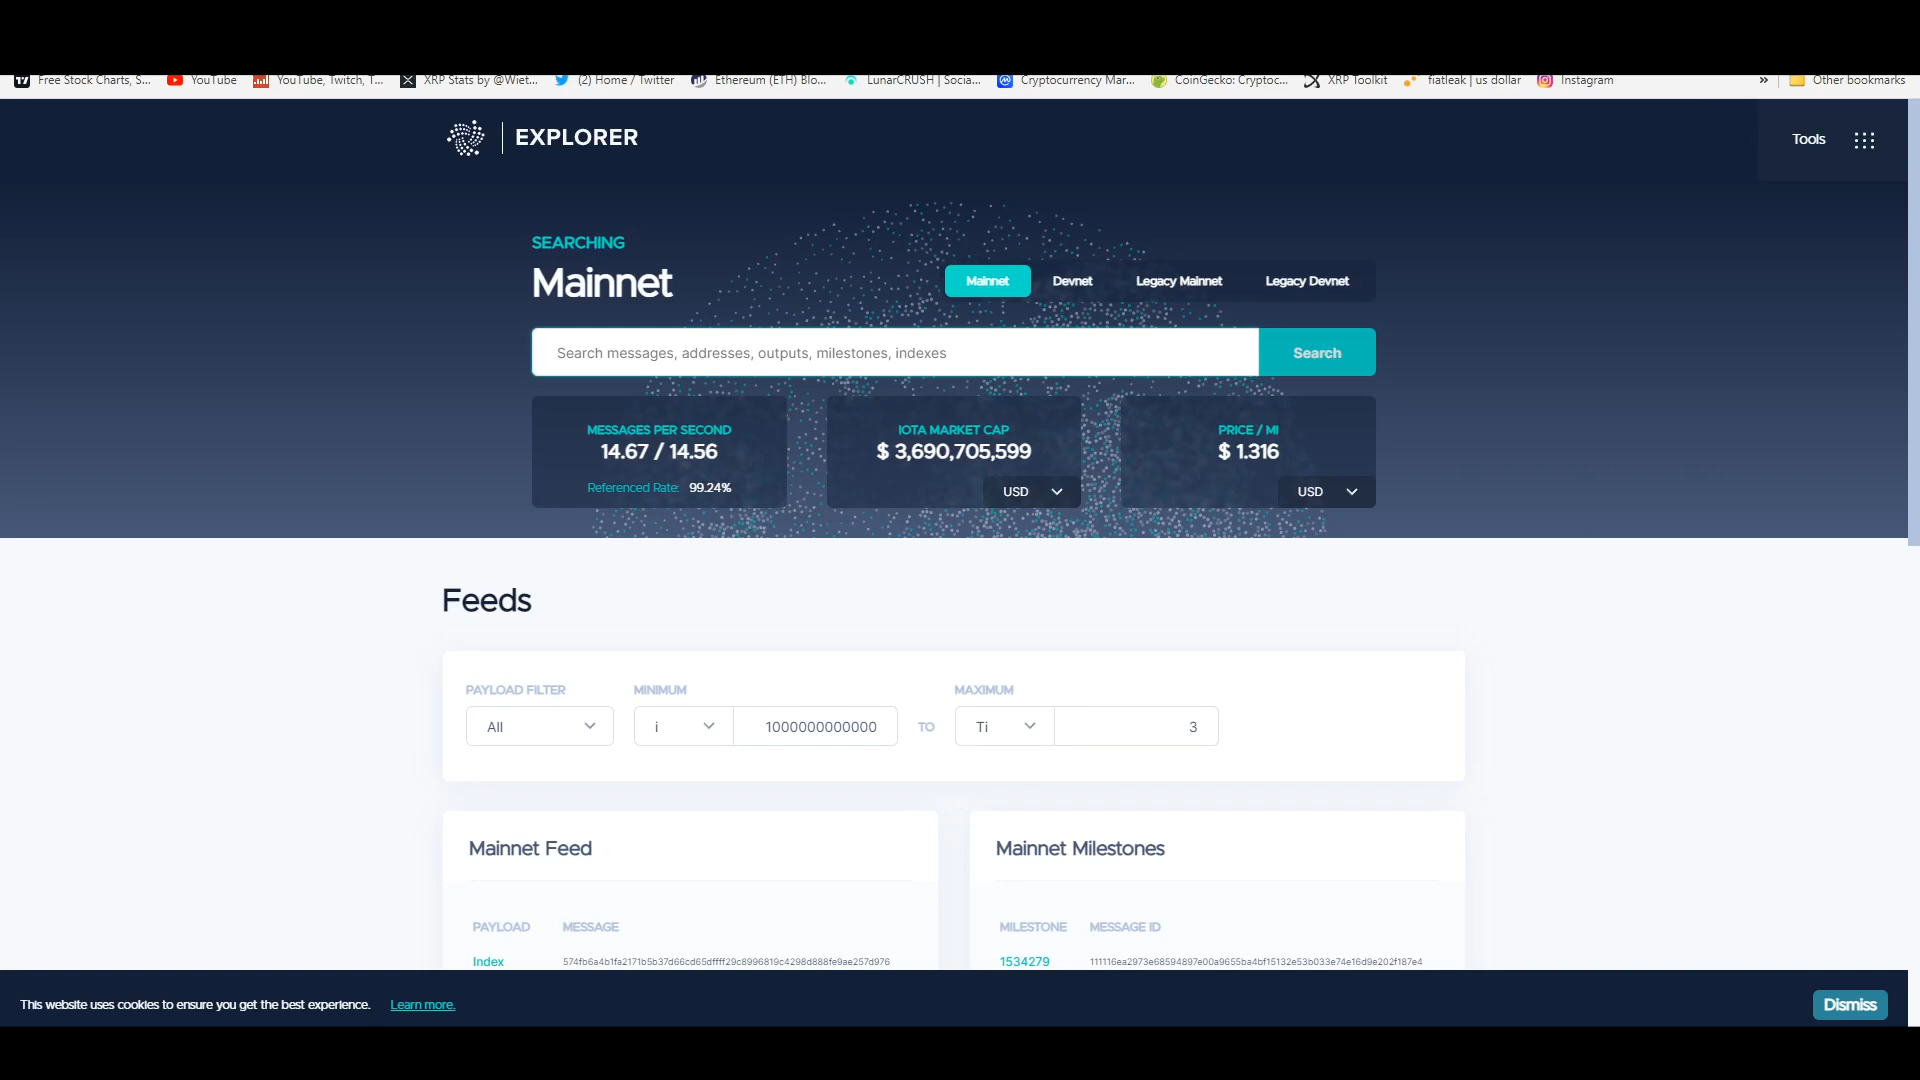 Free Stock Charts, S... YouTube YouTube, Twitch, T... XRP Stats by @Wiet... (2) Home / Twitter Ethereum (ETH) Blo... LunarCRUSH | Socia... Cryptocurrency Mar... CoinGecko: Cryptoc... XRP Toolkit fiatleak | us dollar Instagram » Other bookmarks
EXPLORER
Tools
SEARCHING
Mainnet
Mainnet Devnet Legacy Mainnet Legacy Devnet
Search messages, addresses, outputs, milestones, indexes Search
MESSAGES PER SECOND IOTA MARKET CAP PRICE / MI
14.67 / 14.56 $ 3,690,705,599 $ 1.316
Referenced Rate: 99.24% USD USD
Feeds
PAYLOAD FILTER MINIMUM MAXIMUM
All i 1000000000000 TO Ti 3
Mainnet Feed Mainnet Milestones
PAYLOAD MESSAGE MILESTONE MESSAGE ID
Index 574fb6a4b1fa2171b5b37d66cd65dffff29c8996819c4298d888fe9ae257d976 1534279 111116ea2973e68594897e00a9655ba4bf15132e53b033e74e16d9e202f187e4
This website uses cookies to ensure you get the best experience. Learn more. Dismiss